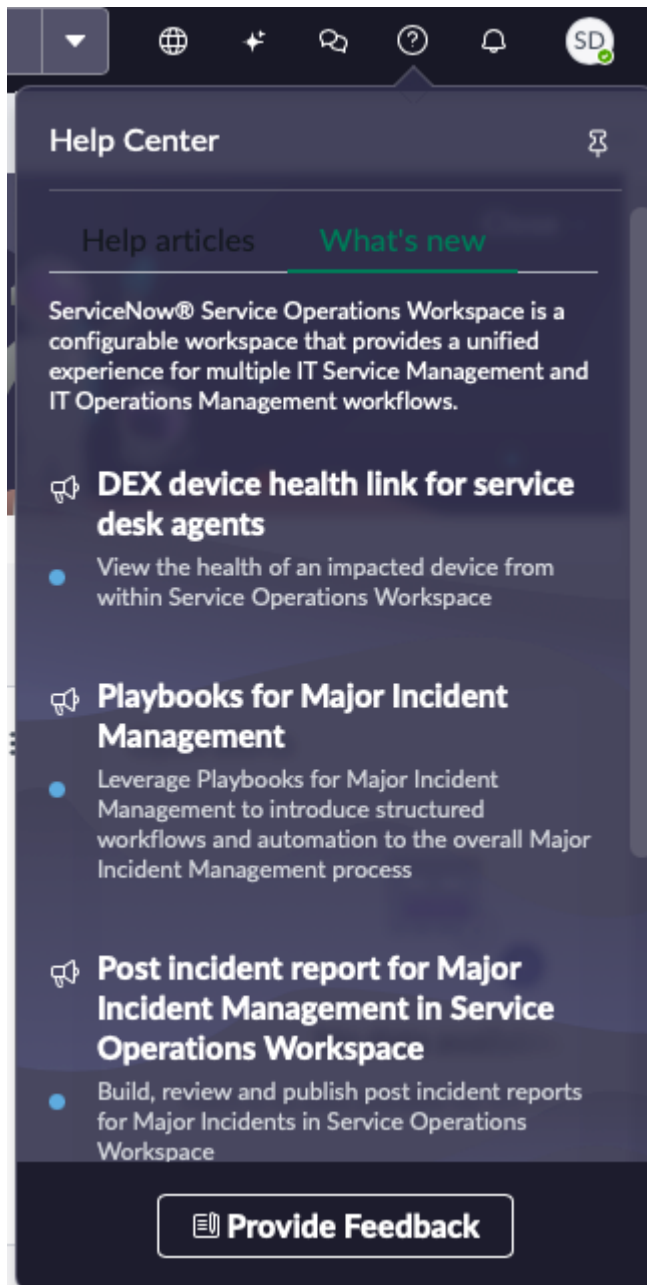 SD
Help Center
Help articles
What's new
ServiceNow® Service Operations Workspace is a
configurable workspace that provides a unified
experience for multiple IT Service Management and
IT Operations Management workflows.
DEX device health link for service
desk agents
View the health of an impacted device from
within Service Operations Workspace
Playbooks for Major Incident
Management
Leverage Playbooks for Major Incident
Management to introduce structured
workflows and automation to the overall Major
Incident Management process
Post incident report for Major
Incident Management in Service
Operations Workspace
Build, review and publish post incident reports
for Major Incidents in Service Operations
Workspace
Provide Feedback